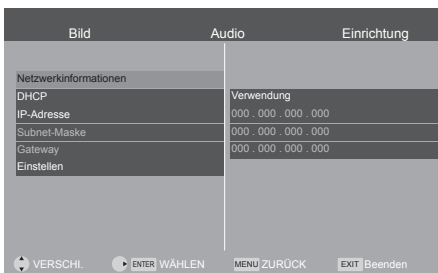 Bild Audio Einrichtung
Netzwerkinformationen
DHCP Verwendung
IP-Adresse 000 . 000 . 000 . 000
Subnet-Maske 000 . 000 . 000 . 000
Gateway 000 . 000 . 000 . 000
Einstellen
VERSCHI. ENTER WÄHLEN MENU ZURÜCK EXIT Beenden